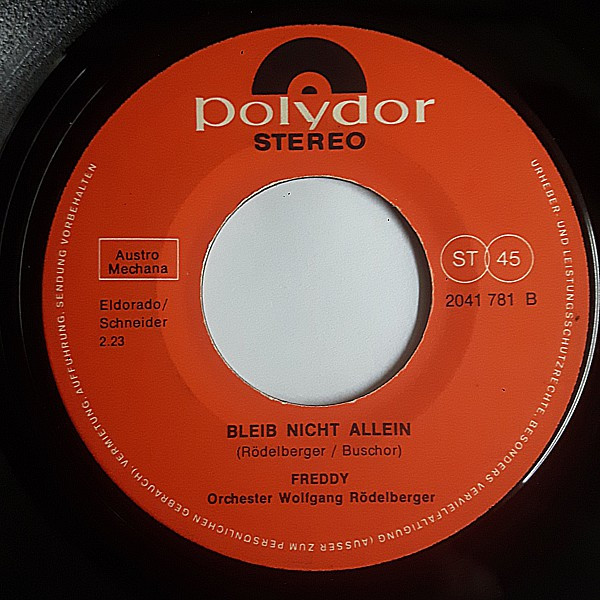 polydor
STEREO
URHEBER- UND LEISTUNGSSCHUTZRECHTE, BESONDERS VERVIELFÄLTIGUNG (AUSSER ZUM PERSÖNLICHEN GEBRAUCH), VERMIETUNG, AUFFÜHRUNG, SENDUNG VORBEHALTEN
Austro
Mechana
ST 45
Eldorado/
Schneider
2.23
2041 781 B
BLEIB NICHT ALLEIN
(Rödelberger / Buschor)
FREDDY
Orchester Wolfgang Rödelberger